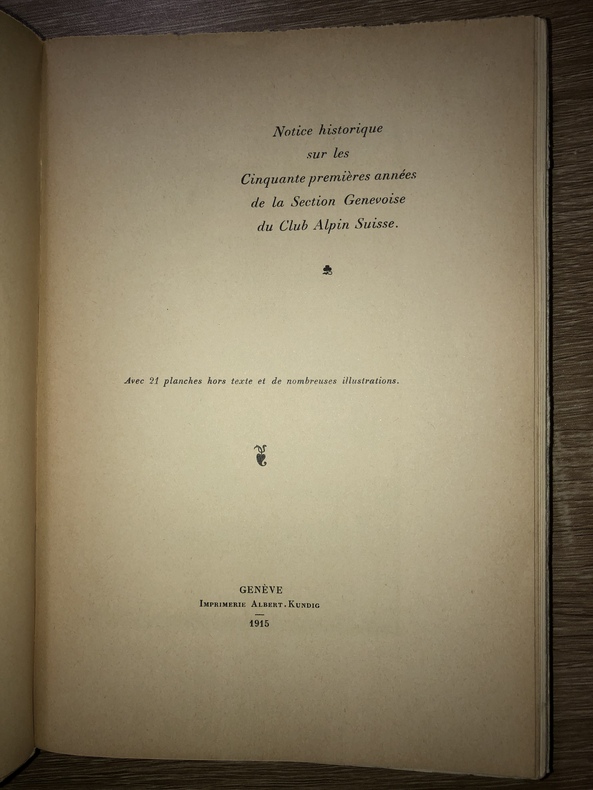 Notice historique
sur les
Cinquante premières années
de la Section Genevoise
du Club Alpin Suisse.
Avec 21 planches hors texte et de nombreuses illustrations.
GENÈVE
Imprimerie Albert Kundig
1915